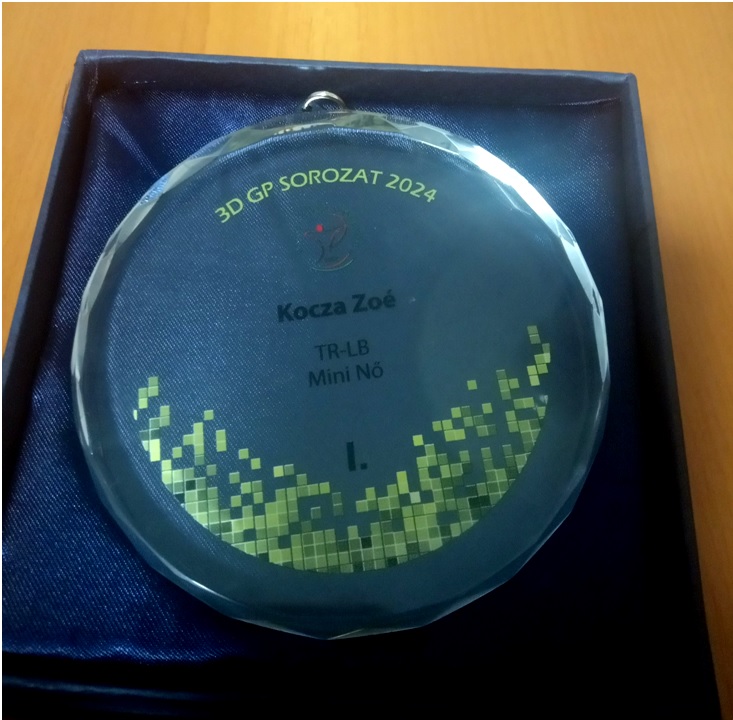 3D GP SOROZAT 2024
Kocza Zoé
TR-LB
Mini Nő
I.